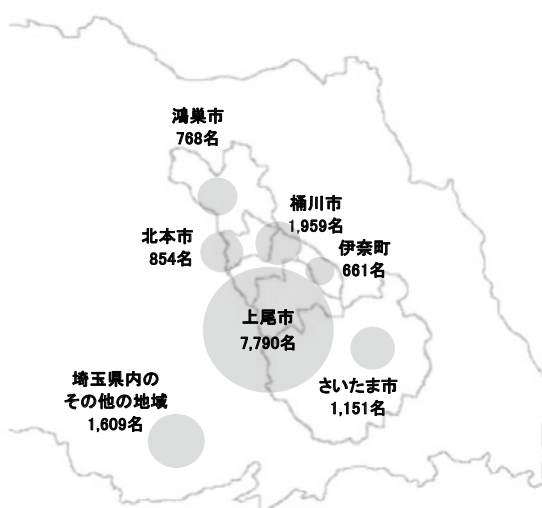 鴻巣市
768名
桶川市
1,959名
北本市
854名
伊奈町
661名
上尾市
7,790名
さいたま市
1,151名
埼玉県内の
その他の地域
1,609名